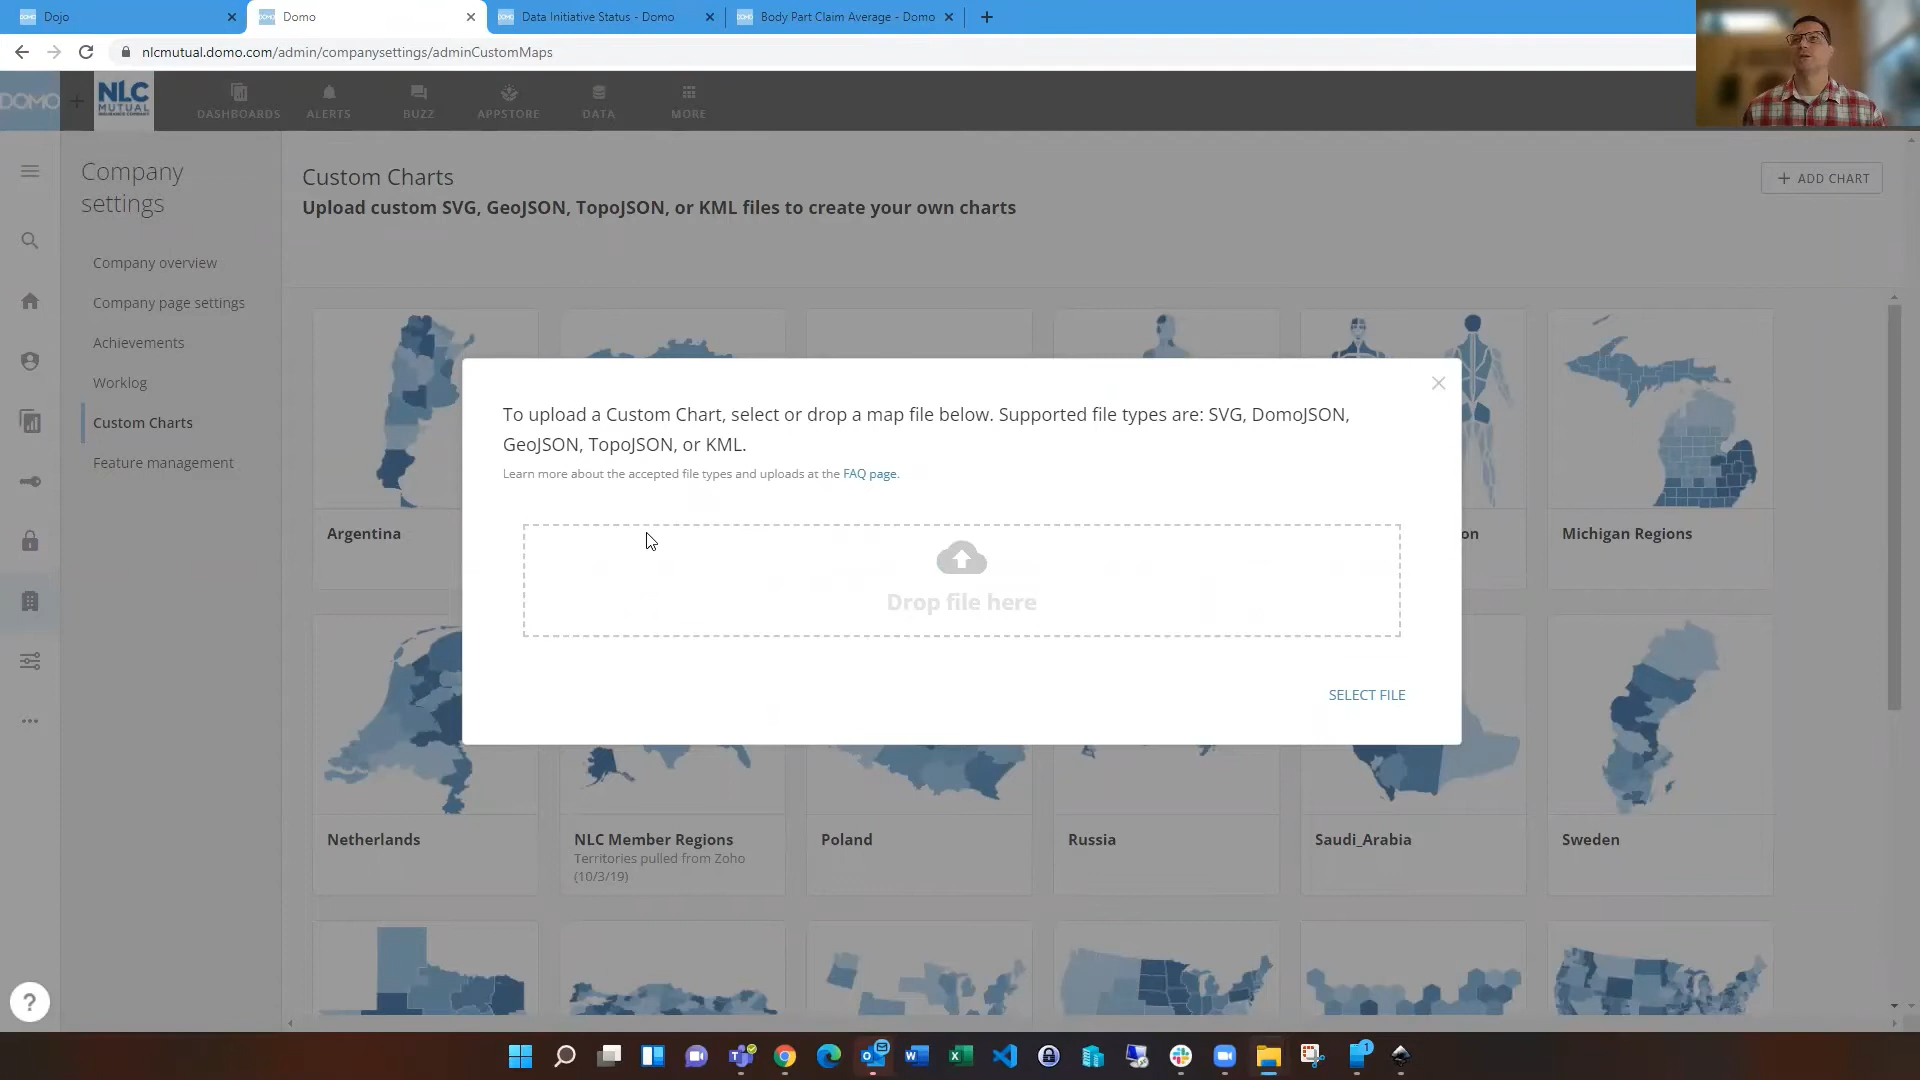 Dojo
Domo
Data Initiative Status - Domo
Body Part Claim Average - Domo
nlcmutual.domo.com/admin/companysettings/adminCustomMaps
DOMO
NLC
MUTUAL
INSURANCE COMPANY
DASHBOARDS
ALERTS
BUZZ
APPSTORE
DATA
MORE
Company
settings
Company overview
Company page settings
Achievements
Worklog
Custom Charts
Feature management
Custom Charts
Upload custom SVG, GeoJSON, TopoJSON, or KML files to create your own charts
ADD CHART
To upload a Custom Chart, select or drop a map file below. Supported file types are: SVG, DomoJSON,
GeoJSON, TopoJSON, or KML.
Learn more about the accepted file types and uploads at the FAQ page.
Drop file here
SELECT FILE
Argentina
on
Michigan Regions
Netherlands
NLC Member Regions
Territories pulled from Zoho
(10/3/19)
Poland
Russia
Saudi_Arabia
Sweden
?
1